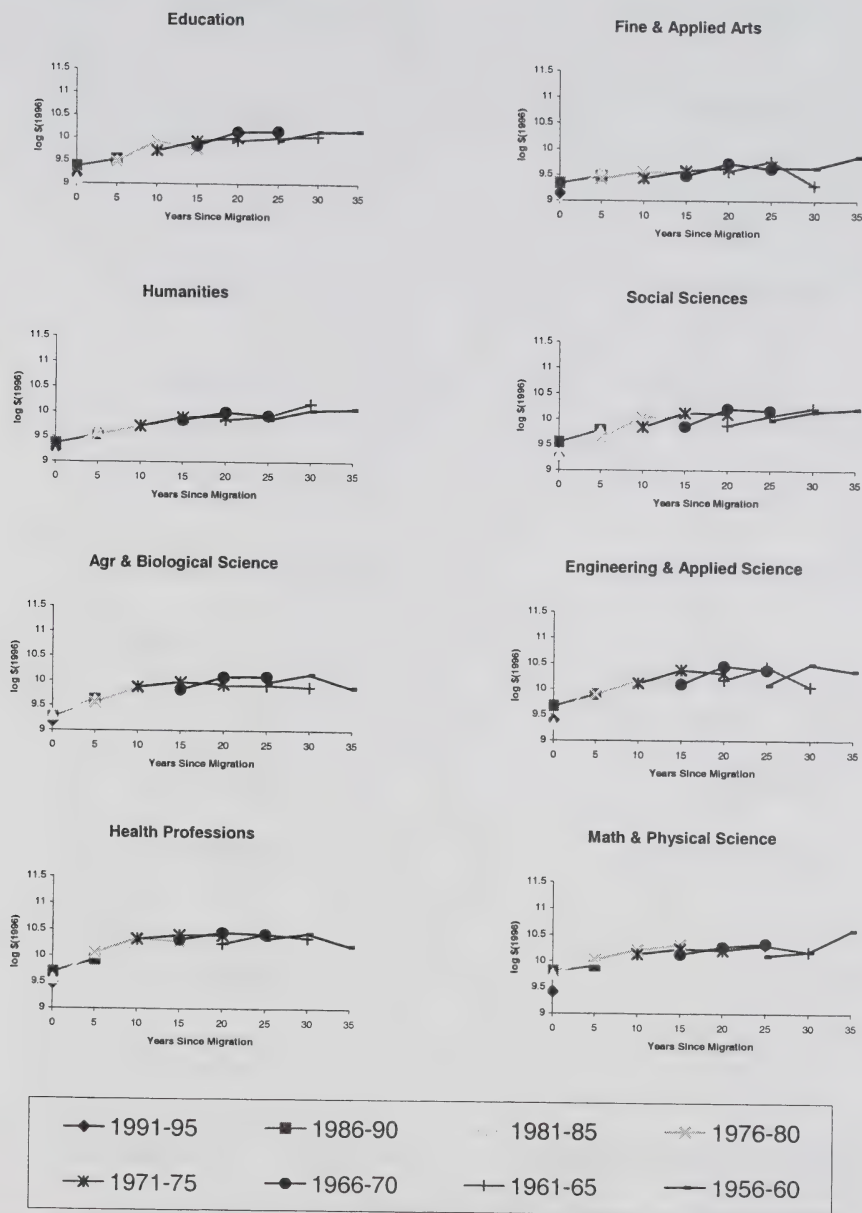 Education
11.5
11
10.5
10
9.5
9
log $(1996)
0 5 10 15 20 25 30 35
Years Since Migration
Fine & Applied Arts
11.5
11
10.5
10
9.5
9
log $(1996)
0 5 10 15 20 25 30 35
Years Since Migration
Humanities
11.5
11
10.5
10
9.5
9
log $(1996)
0 5 10 15 20 25 30 35
Years Since Migration
Social Sciences
11.5
11
10.5
10
9.5
9
log $(1996)
0 5 10 15 20 25 30 35
Years Since Migration
Agr & Biological Science
11.5
11
10.5
10
9.5
9
log $(1996)
0 5 10 15 20 25 30 35
Years Since Migration
Engineering & Applied Science
11.5
11
10.5
10
9.5
9
log $(1996)
0 5 10 15 20 25 30 35
Years Since Migration
Health Professions
11.5
11
10.5
10
9.5
9
log $(1996)
0 5 10 15 20 25 30 35
Years Since Migration
Math & Physical Science
11.5
11
10.5
10
9.5
9
log $(1996)
0 5 10 15 20 25 30 35
Years Since Migration
1991-95 1986-90 1981-85 1976-80
1971-75 1966-70 1961-65 1956-60